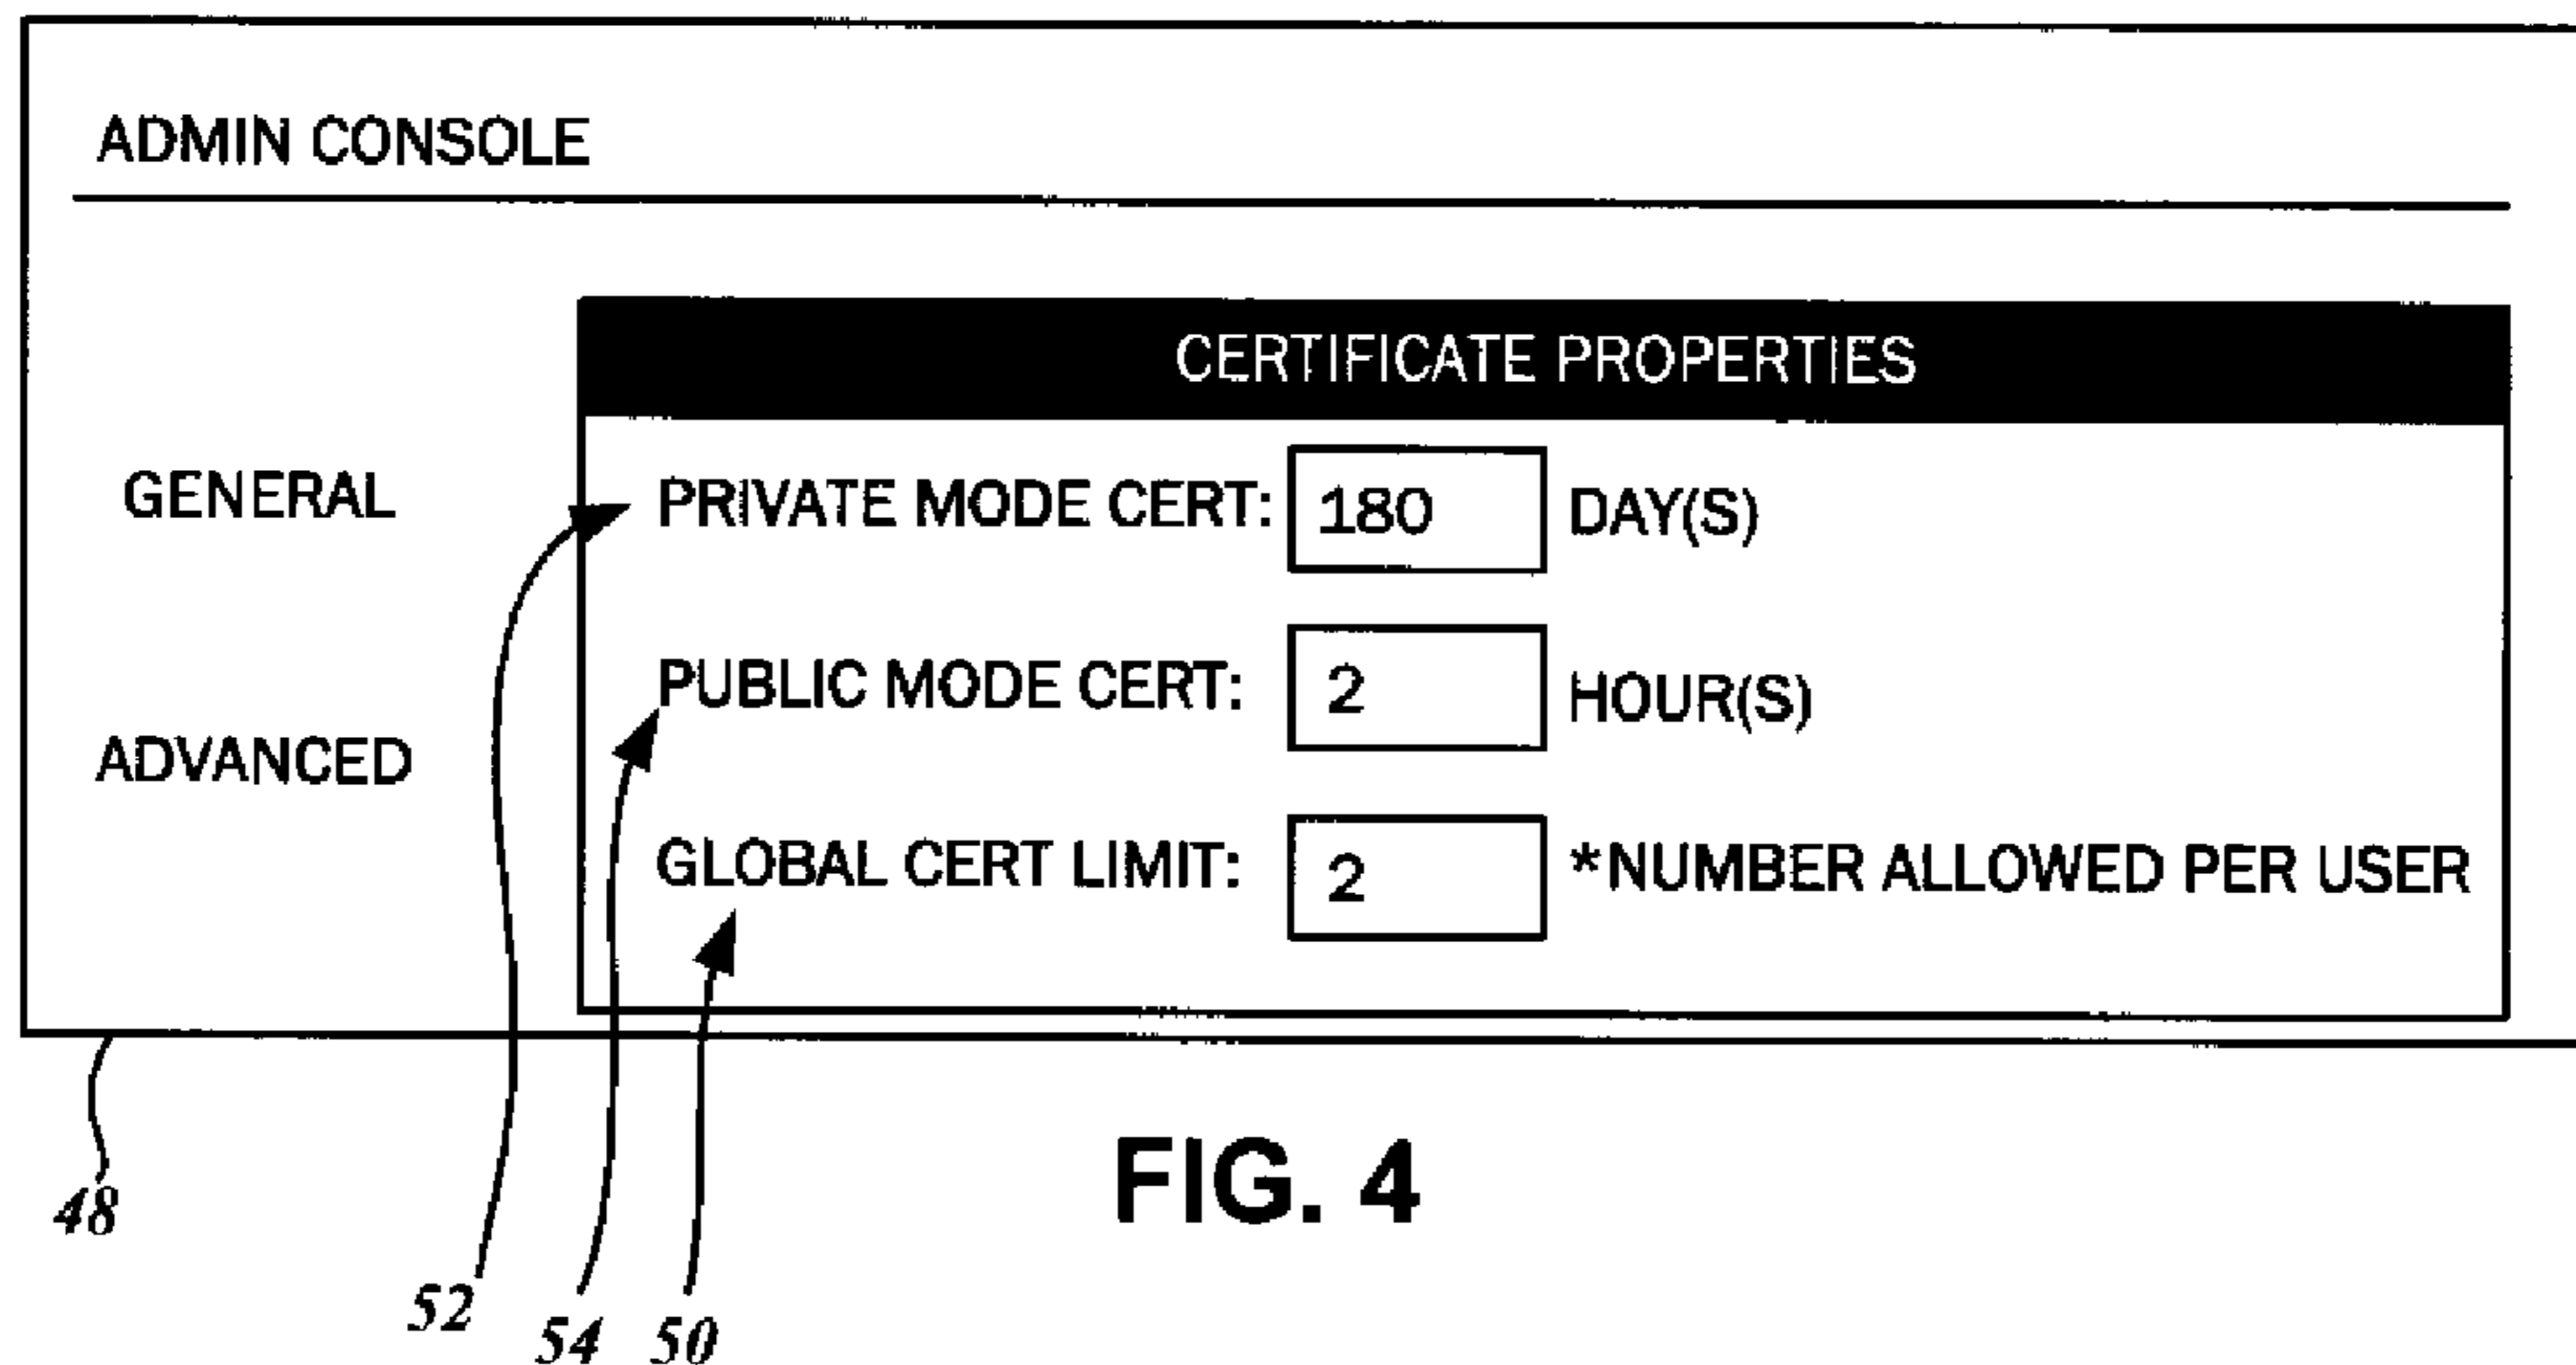 ADMIN CONSOLE
CERTIFICATE PROPERTIES
GENERAL
PRIVATE MODE CERT: 180 DAY(S)
PUBLIC MODE CERT: 2 HOUR(S)
ADVANCED
GLOBAL CERT LIMIT: 2 *NUMBER ALLOWED PER USER
48
52
54
50
FIG. 4